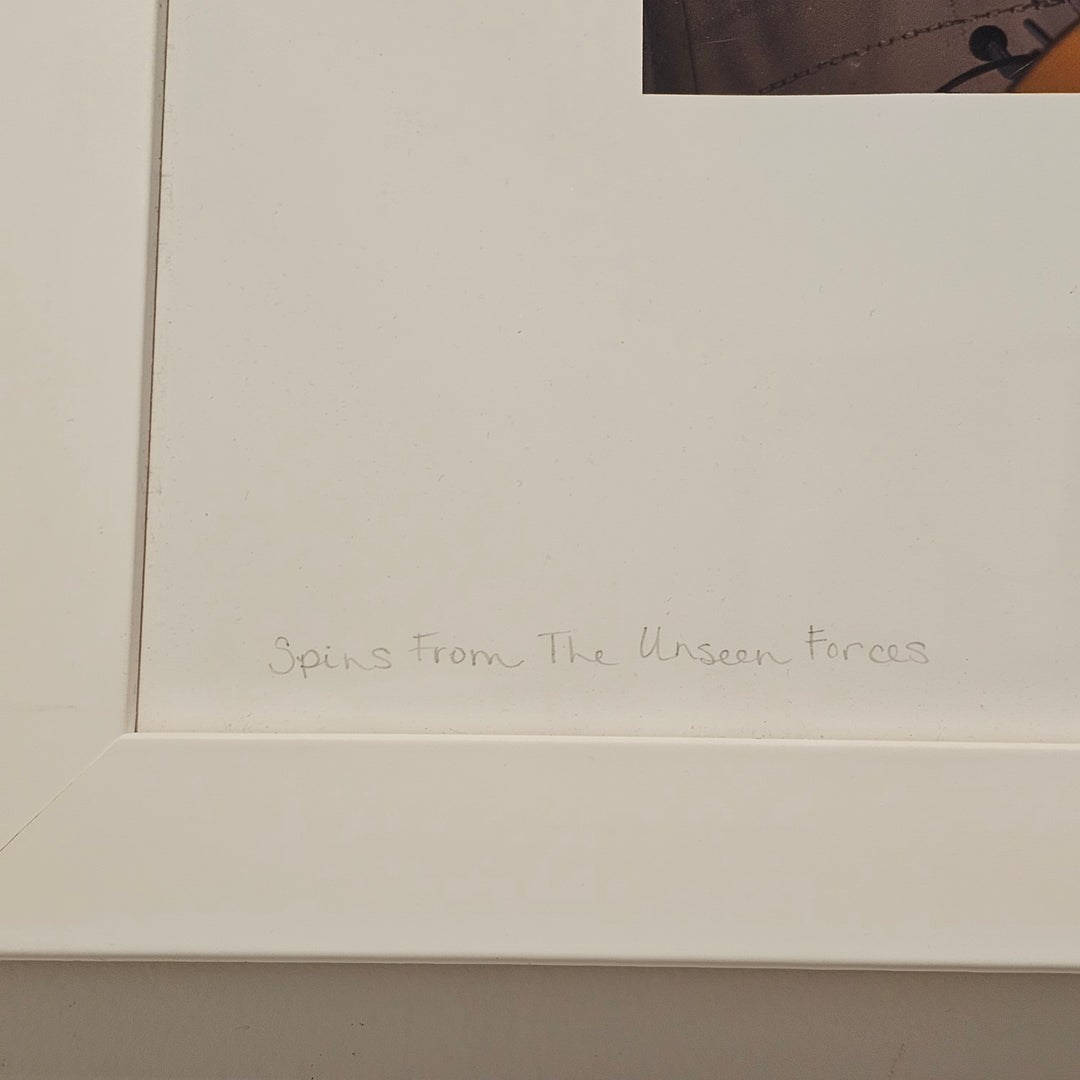 Spins From The Unseen Forces